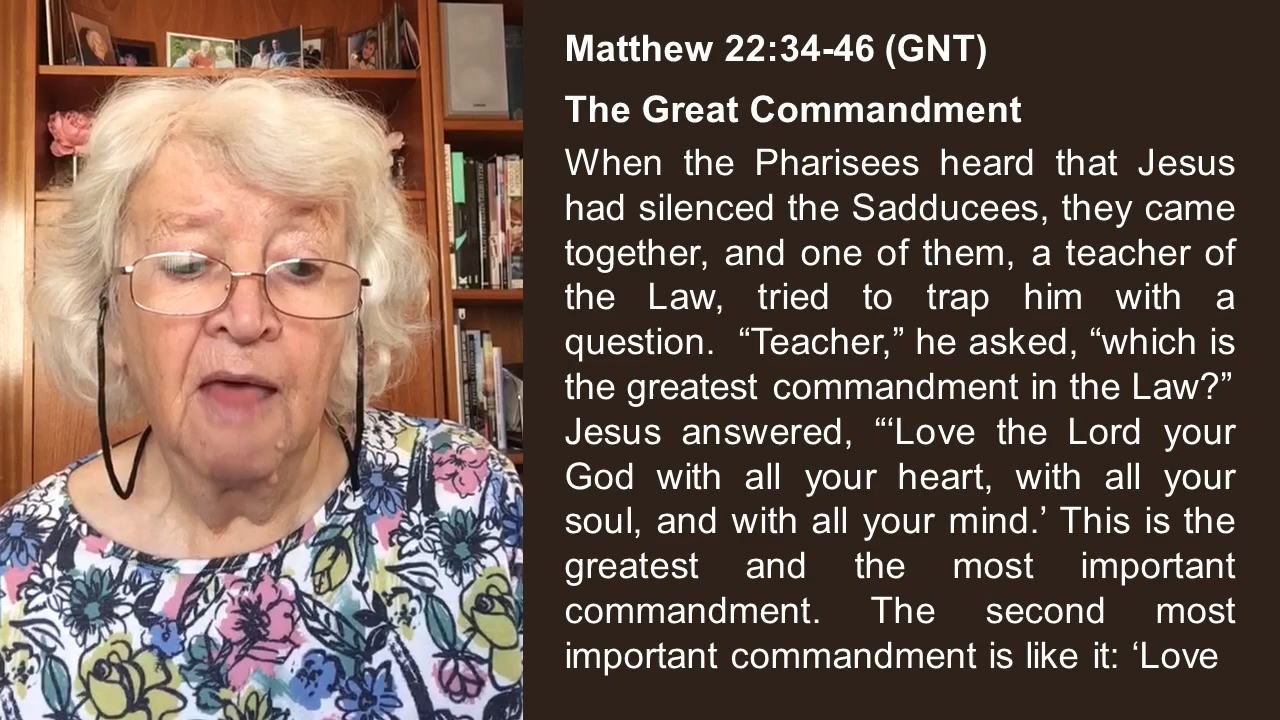 Matthew 22:34-46 (GNT)
The Great Commandment
When the Pharisees heard that Jesus
had silenced the Sadducees, they came
together, and one of them, a teacher of
the Law, tried to trap him with a
question. “Teacher,” he asked, “which is
the greatest commandment in the Law?”
Jesus answered, “‘Love the Lord your
God with all your heart, with all your
soul, and with all your mind.’ This is the
greatest and the most important
commandment. The second most
important commandment is like it: ‘Love